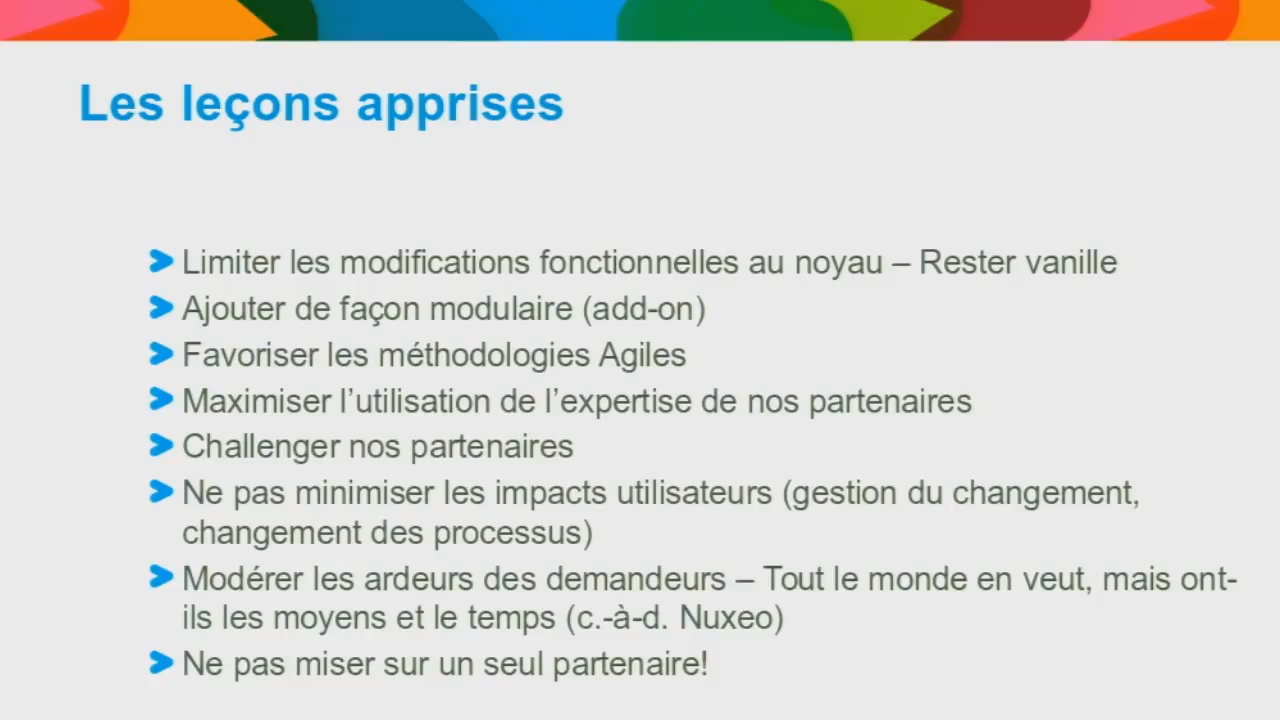 Les leçons apprises
Limiter les modifications fonctionnelles au noyau – Rester vanille
Ajouter de façon modulaire (add-on)
Favoriser les méthodologies Agiles
Maximiser l’utilisation de l’expertise de nos partenaires
Challenger nos partenaires
Ne pas minimiser les impacts utilisateurs (gestion du changement,
changement des processus)
Modérer les ardeurs des demandeurs – Tout le monde en veut, mais ont-
ils les moyens et le temps (c.-à-d. Nuxeo)
Ne pas miser sur un seul partenaire!